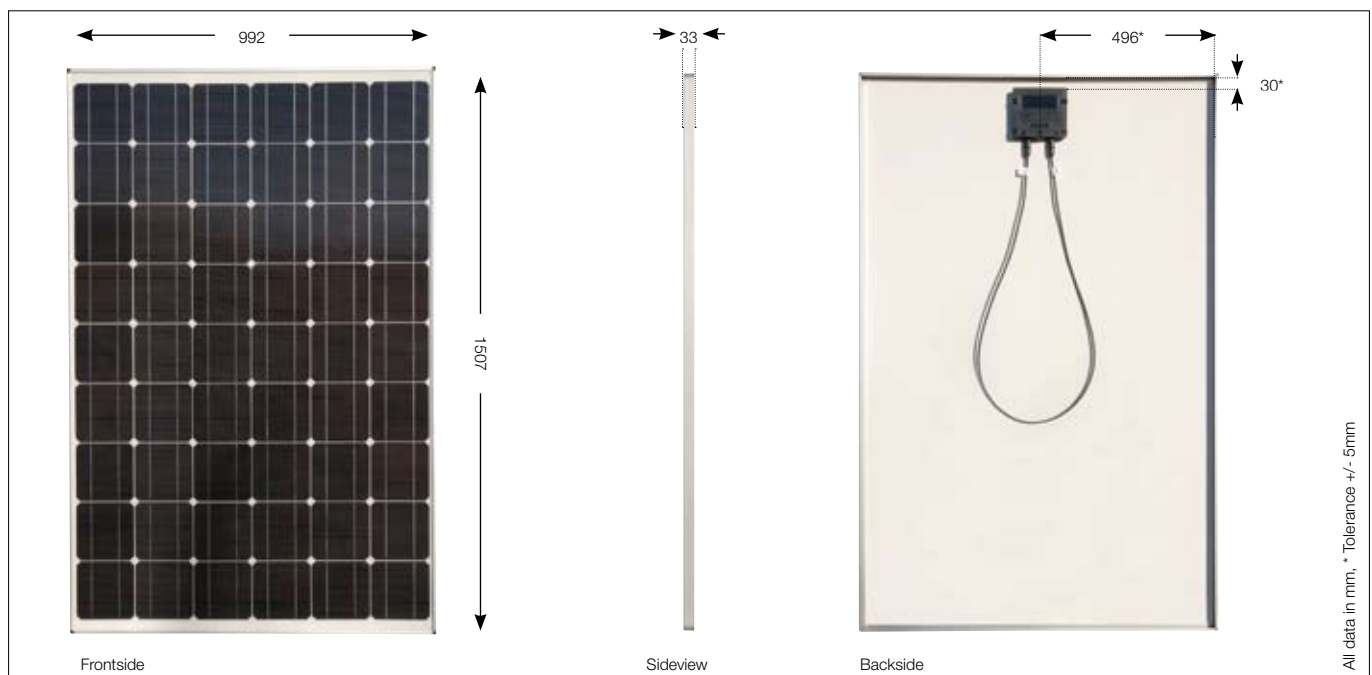 992
33
496*
30*
1507
Frontside
Sideview
Backside
All data in mm, * Tolerance +/- 5mm